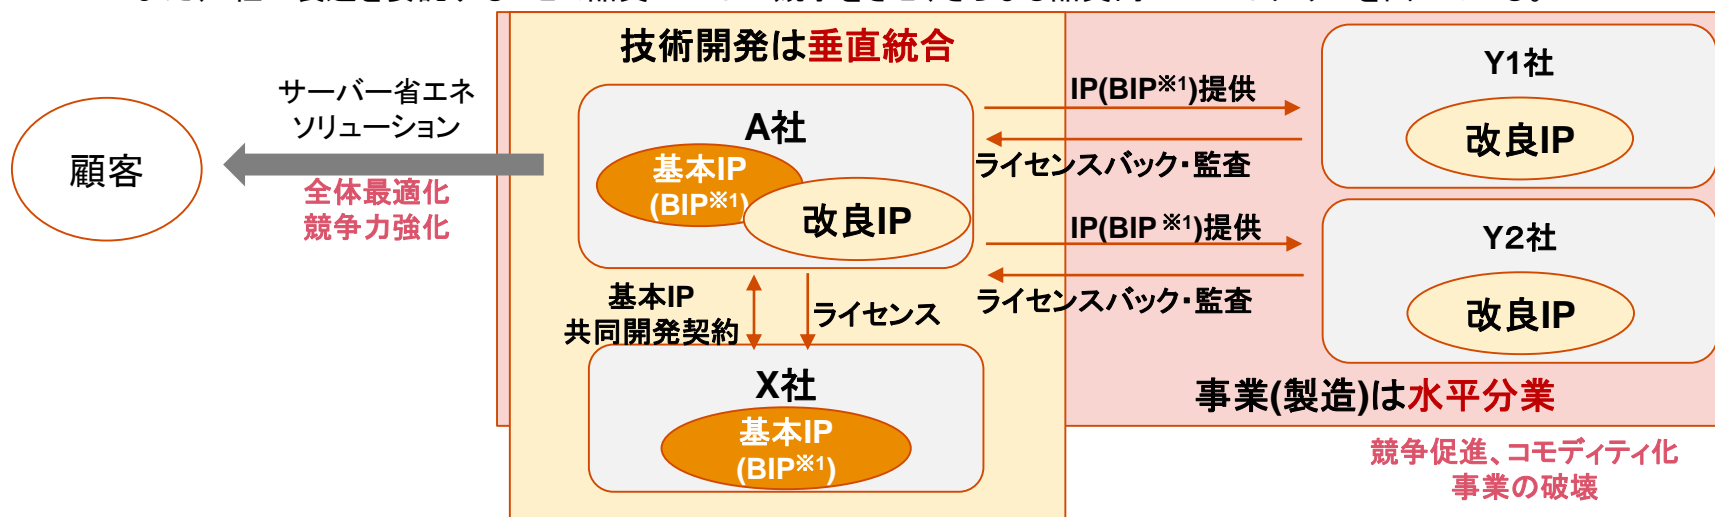 技術開発は垂直統合
サーバー省エネ
ソリューション
顧客
全体最適化
競争力強化
A社
基本IP
(BIP※1)
改良IP
IP(BIP※1)提供
ライセンスバック・監査
IP(BIP ※1)提供
ライセンスバック・監査
Y1社
改良IP
Y2社
改良IP
基本IP
共同開発契約
ライセンス
X社
基本IP
(BIP※1)
事業(製造)は水平分業
競争促進、コモディティ化
事業の破壊